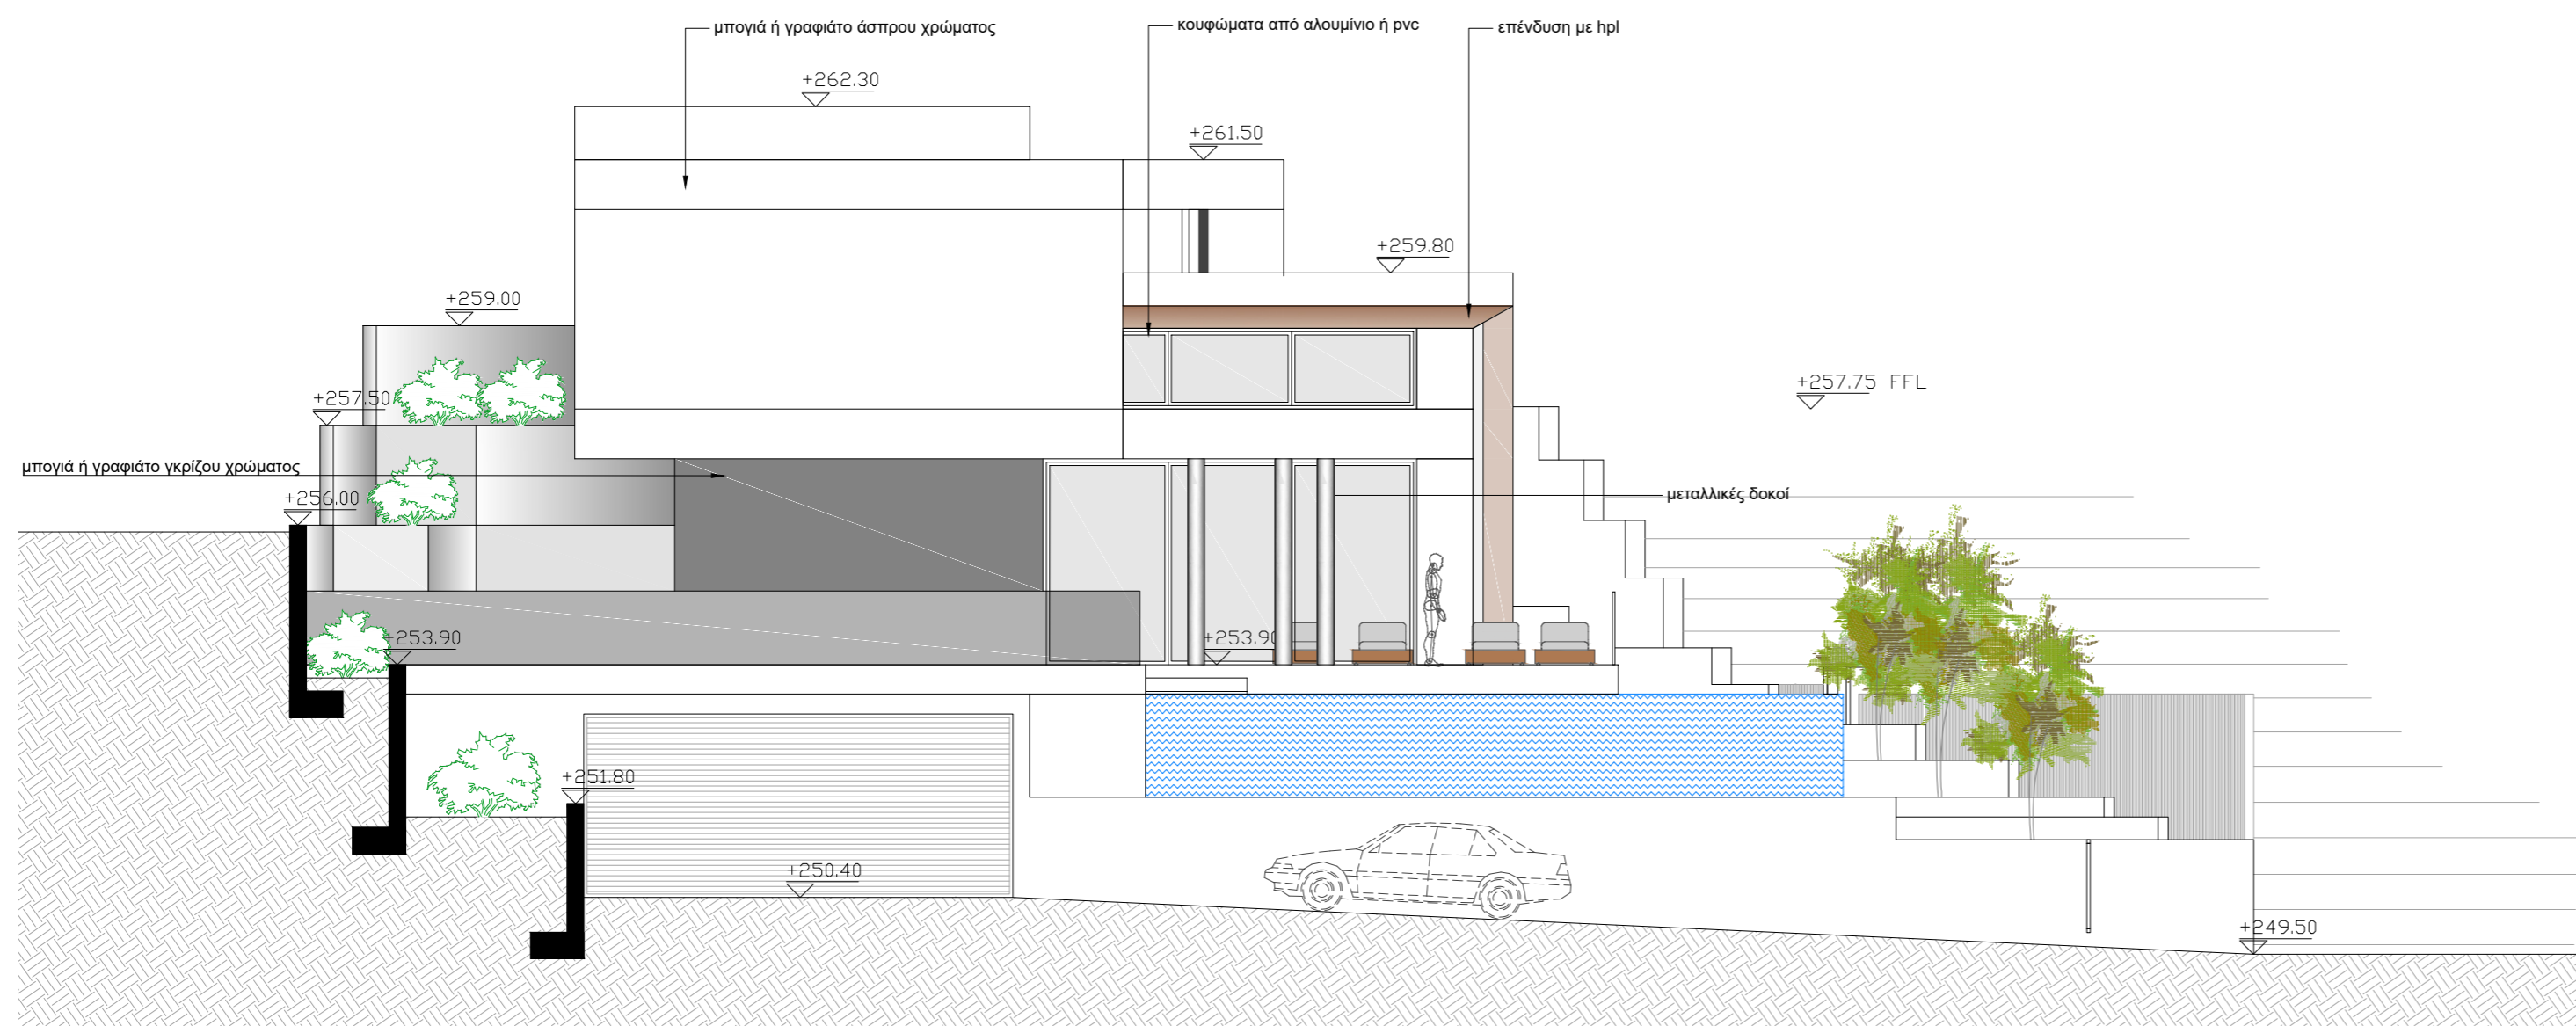 μπογιά ή γραφιάτο άσπρου χρώματος
κουφώματα από αλουμίνιο ή pvc
επένδυση με hpl
+262.30
+261.50
+259.80
+259.00
+257.75 FFL
+257.50
μπογιά ή γραφιάτο γκρίζου χρώματος
+256.00
μεταλλικές δοκοί
+253.90
+253.90
+251.80
+250.40
+249.50